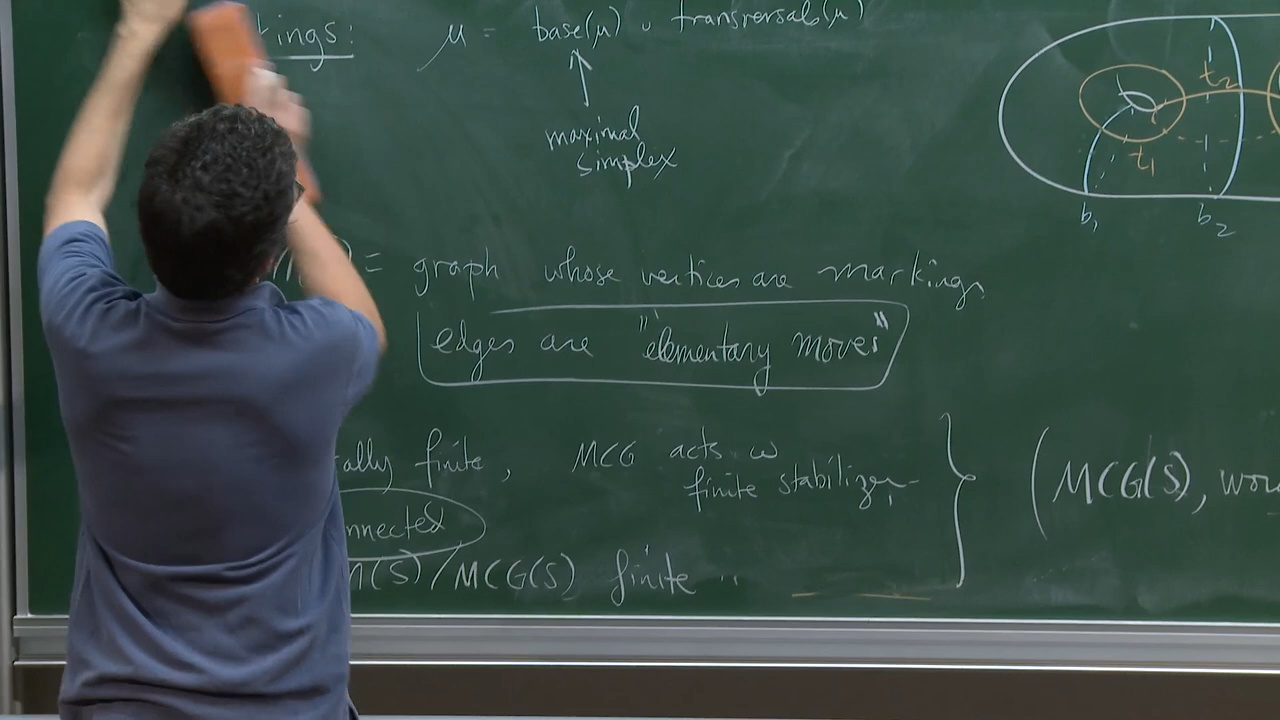 ings: μ = base(μ) ∪ transversals(μ)
maximal
simplex
t₂
t₁
b₁ b₂
= graph whose vertices are markings
edges are "elementary moves"
ally finite, MCG acts w
finite stabilizers
(MCG(S), wor
nnected
(S)/MCG(S) finite